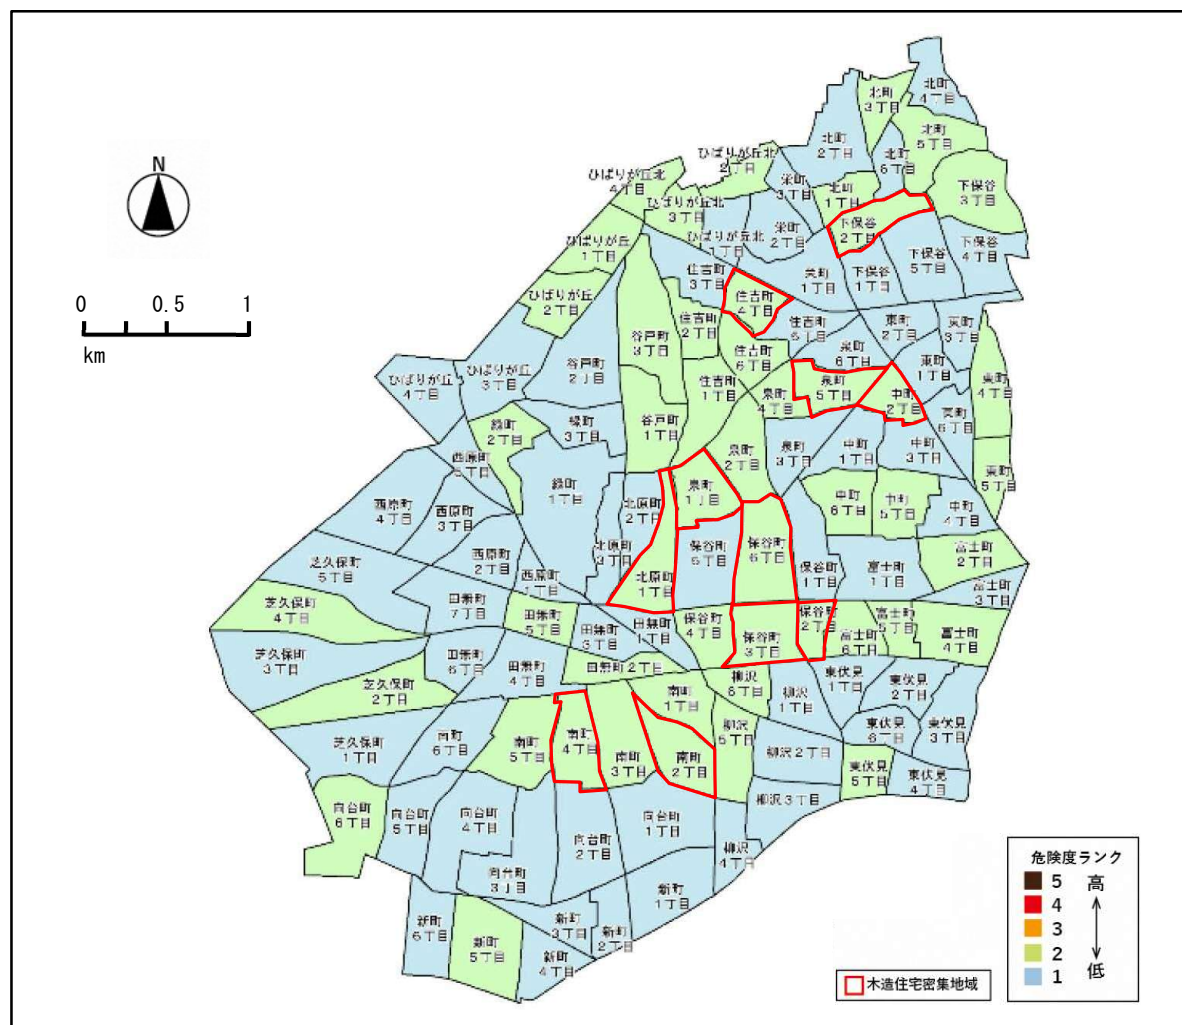 N
0
0.5
1
km
北町
4丁目
北町
3丁目
北町
5丁目
北町
2丁目
北町
6丁目
ひばりが丘北
2丁目
ひばりが丘北
4丁目
栄町
3丁目
北町
1丁目
下保谷
3丁目
ひばりが丘北
3丁目
下保谷
2丁目
ひばりが丘
1丁目
ひばりが丘北
1丁目
栄町
2丁目
下保谷
4丁目
下保谷
5丁目
住吉町
3丁目
栄町
1丁目
下保谷
1丁目
ひばりが丘
2丁目
住吉町
4丁目
住吉町
2丁目
住吉町
5丁目
東町
2丁目
東町
3丁目
谷戸町
3丁目
住吉町
6丁目
泉町
6丁目
東町
1丁目
ひばりが丘
4丁目
ひばりが丘
3丁目
谷戸町
2丁目
住吉町
1丁目
泉町
4丁目
泉町
5丁目
中町
2丁目
東町
4丁目
東町
6丁目
緑町
2丁目
緑町
3丁目
谷戸町
1丁目
泉町
2丁目
泉町
3丁目
中町
1丁目
中町
3丁目
西原町
5丁目
緑町
1丁目
泉町
1丁目
東町
5丁目
西原町
4丁目
西原町
3丁目
北原町
2丁目
中町
6丁目
中町
5丁目
中町
4丁目
芝久保町
5丁目
西原町
2丁目
北原町
3丁目
保谷町
5丁目
保谷町
6丁目
富士町
2丁目
西原町
1丁目
北原町
1丁目
保谷町
1丁目
富士町
1丁目
富士町
3丁目
芝久保町
4丁目
田無町
7丁目
田無町
5丁目
田無町
3丁目
田無町
1丁目
保谷町
4丁目
保谷町
3丁目
保谷町
2丁目
富士町
5丁目
富士町
6丁目
富士町
4丁目
芝久保町
3丁目
田無町
6丁目
田無町
4丁目
田無町2丁目
芝久保町
2丁目
柳沢
6丁目
柳沢
1丁目
東伏見
1丁目
東伏見
2丁目
南町
1丁目
東伏見
6丁目
東伏見
3丁目
芝久保町
1丁目
南町
6丁目
南町
5丁目
南町
4丁目
南町
3丁目
南町
2丁目
柳沢
5丁目
柳沢2丁目
東伏見
5丁目
東伏見
4丁目
向台町
6丁目
向台町
5丁目
向台町
4丁目
向台町
1丁目
柳沢3丁目
向台町
2丁目
柳沢
4丁目
向台町
3丁目
新町
1丁目
新町
6丁目
新町
5丁目
新町
3丁目
新町
2丁目
新町
4丁目
危険度ランク
5 高
4
3
2
1 低
木造住宅密集地域